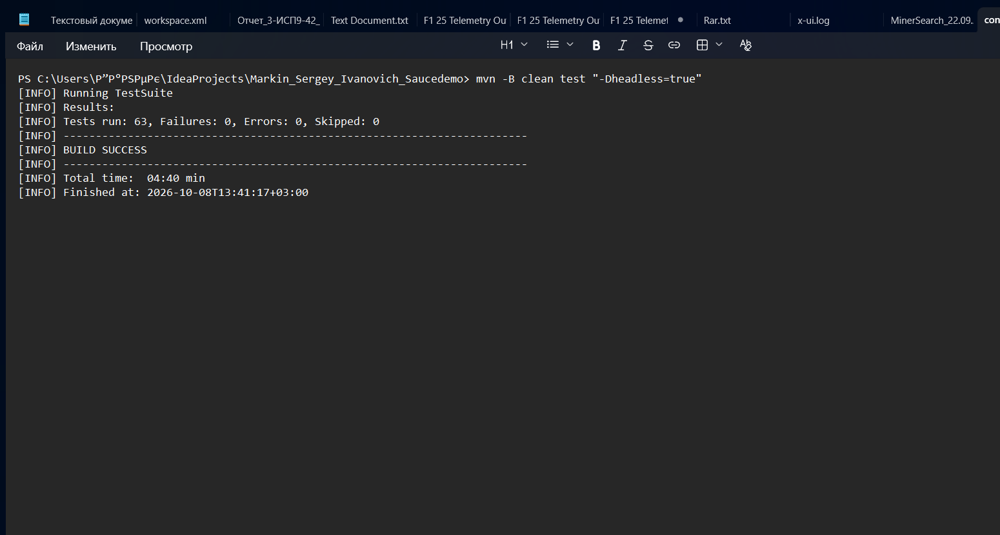 Текстовый докуме workspace.xml Отчет_3-ИСП9-42_ Text Document.txt F1 25 Telemetry Ou F1 25 Telemetry Ou F1 25 Telemet Rar.txt x-ui.log MinerSearch_22.09. con
Файл Изменить Просмотр H1 B I S
PS C:\Users\Р”Р°РЅРµРє\IdeaProjects\Markin_Sergey_Ivanovich_Saucedemo> mvn -B clean test "-Dheadless=true"
[INFO] Running TestSuite
[INFO] Results:
[INFO] Tests run: 63, Failures: 0, Errors: 0, Skipped: 0
[INFO] ------------------------------------------------------------------------
[INFO] BUILD SUCCESS
[INFO] ------------------------------------------------------------------------
[INFO] Total time:  04:40 min
[INFO] Finished at: 2026-10-08T13:41:17+03:00